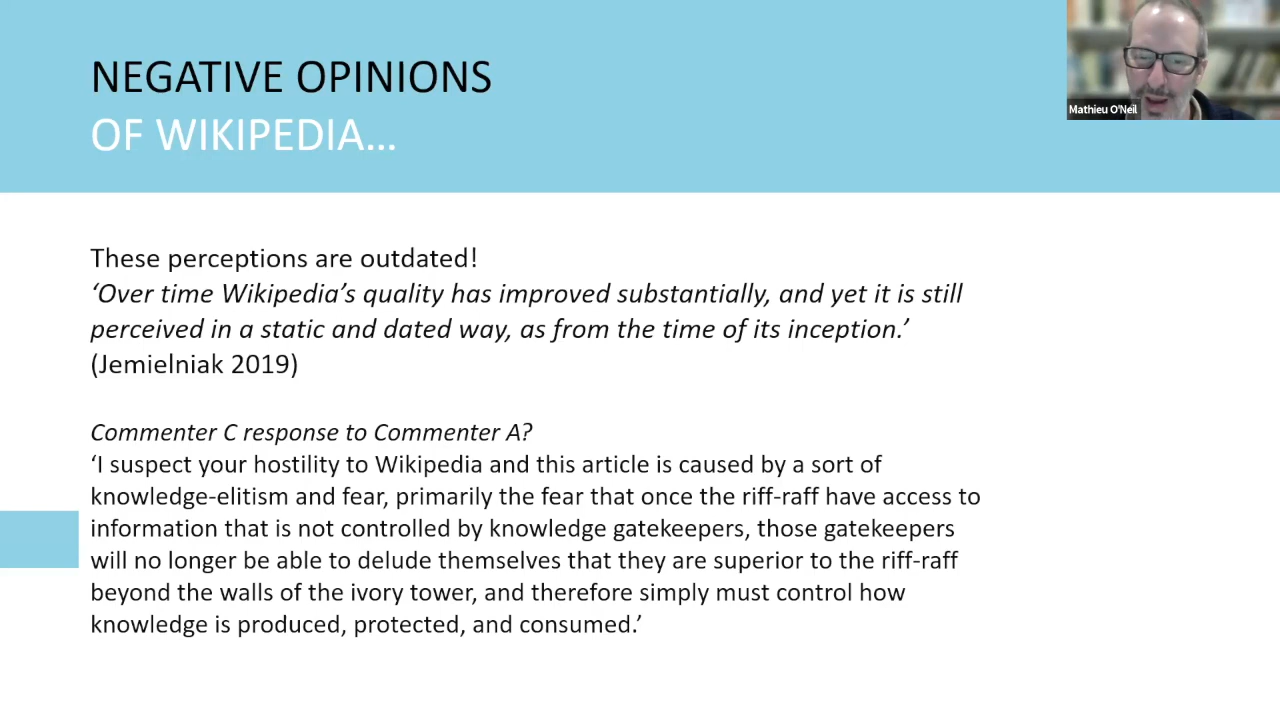 NEGATIVE OPINIONS
OF WIKIPEDIA…
Mathieu O'Neil
These perceptions are outdated!
‘Over time Wikipedia’s quality has improved substantially, and yet it is still
perceived in a static and dated way, as from the time of its inception.’
(Jemielniak 2019)
Commenter C response to Commenter A?
‘I suspect your hostility to Wikipedia and this article is caused by a sort of
knowledge-elitism and fear, primarily the fear that once the riff-raff have access to
information that is not controlled by knowledge gatekeepers, those gatekeepers
will no longer be able to delude themselves that they are superior to the riff-raff
beyond the walls of the ivory tower, and therefore simply must control how
knowledge is produced, protected, and consumed.’